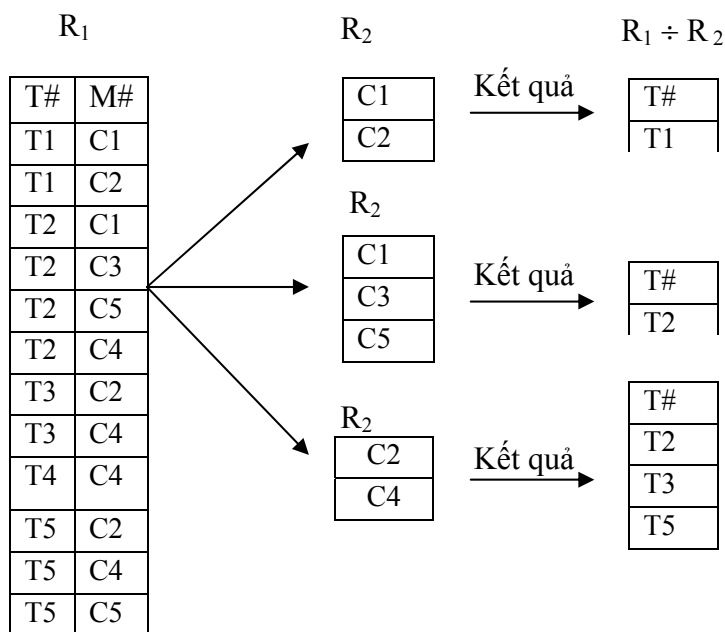 R1
T# M#
T1 C1
T1 C2
T2 C1
T2 C3
T2 C5
T2 C4
T3 C2
T3 C4
T4 C4
T5 C2
T5 C4
T5 C5
R2
C1
C2
Kết quả
R1 ÷ R 2
T#
T1
R2
C1
C3
C5
Kết quả
T#
T2
R2
C2
C4
Kết quả
T#
T2
T3
T5